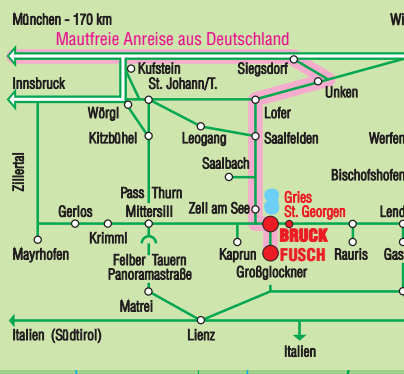 München - 170 km
Wi
Mautfreie Anreise aus Deutschland
Kufstein
Siegsdorf
Innsbruck
St. Johann/T.
Unken
Wörgl
Lofer
Kitzbühel
Leogang
Saalfelden
Werfen
Zillertal
Saalbach
Bischofshofen
Pass Thurn
Gries
Gerlos
Mittersill
Zell am See
St. Georgen
Lend
Krimml
BRUCK
Mayrhofen
Felber Tauern
Kaprun
FUSCH
Rauris
Gas
Panoramastraße
Großglockner
Matrei
Italien (Südtirol)
Lienz
Italien